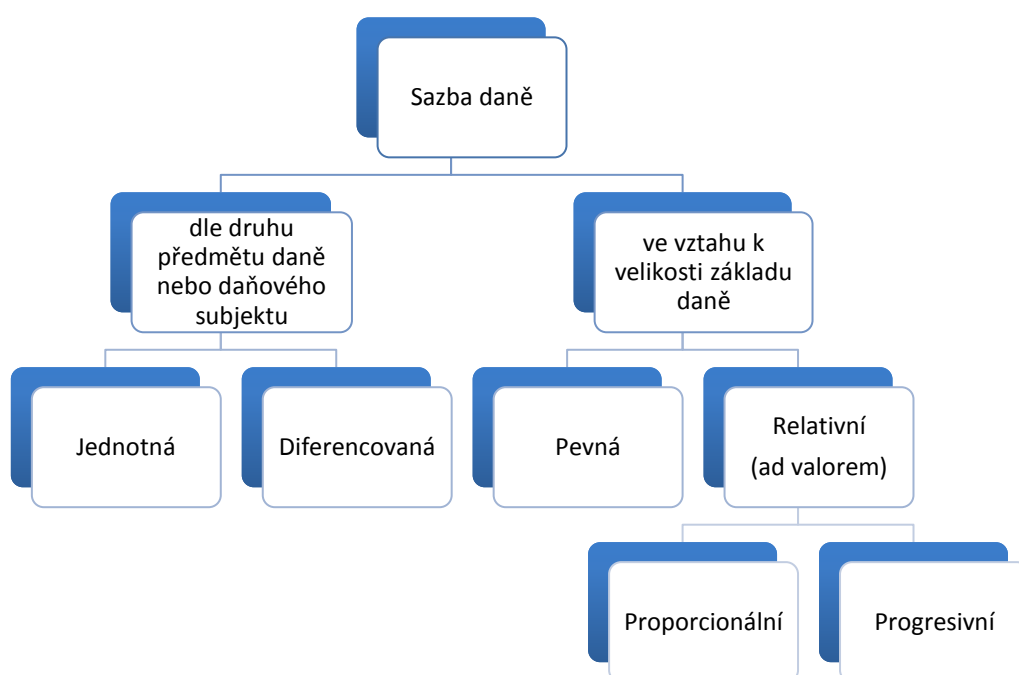 Sazba daně
dle druhu
předmětu daně
nebo daňového
subjektu
ve vztahu k
velikosti základu
daně
Jednotná
Diferencovaná
Pevná
Relativní
(ad valorem)
Proporcionální
Progresivní